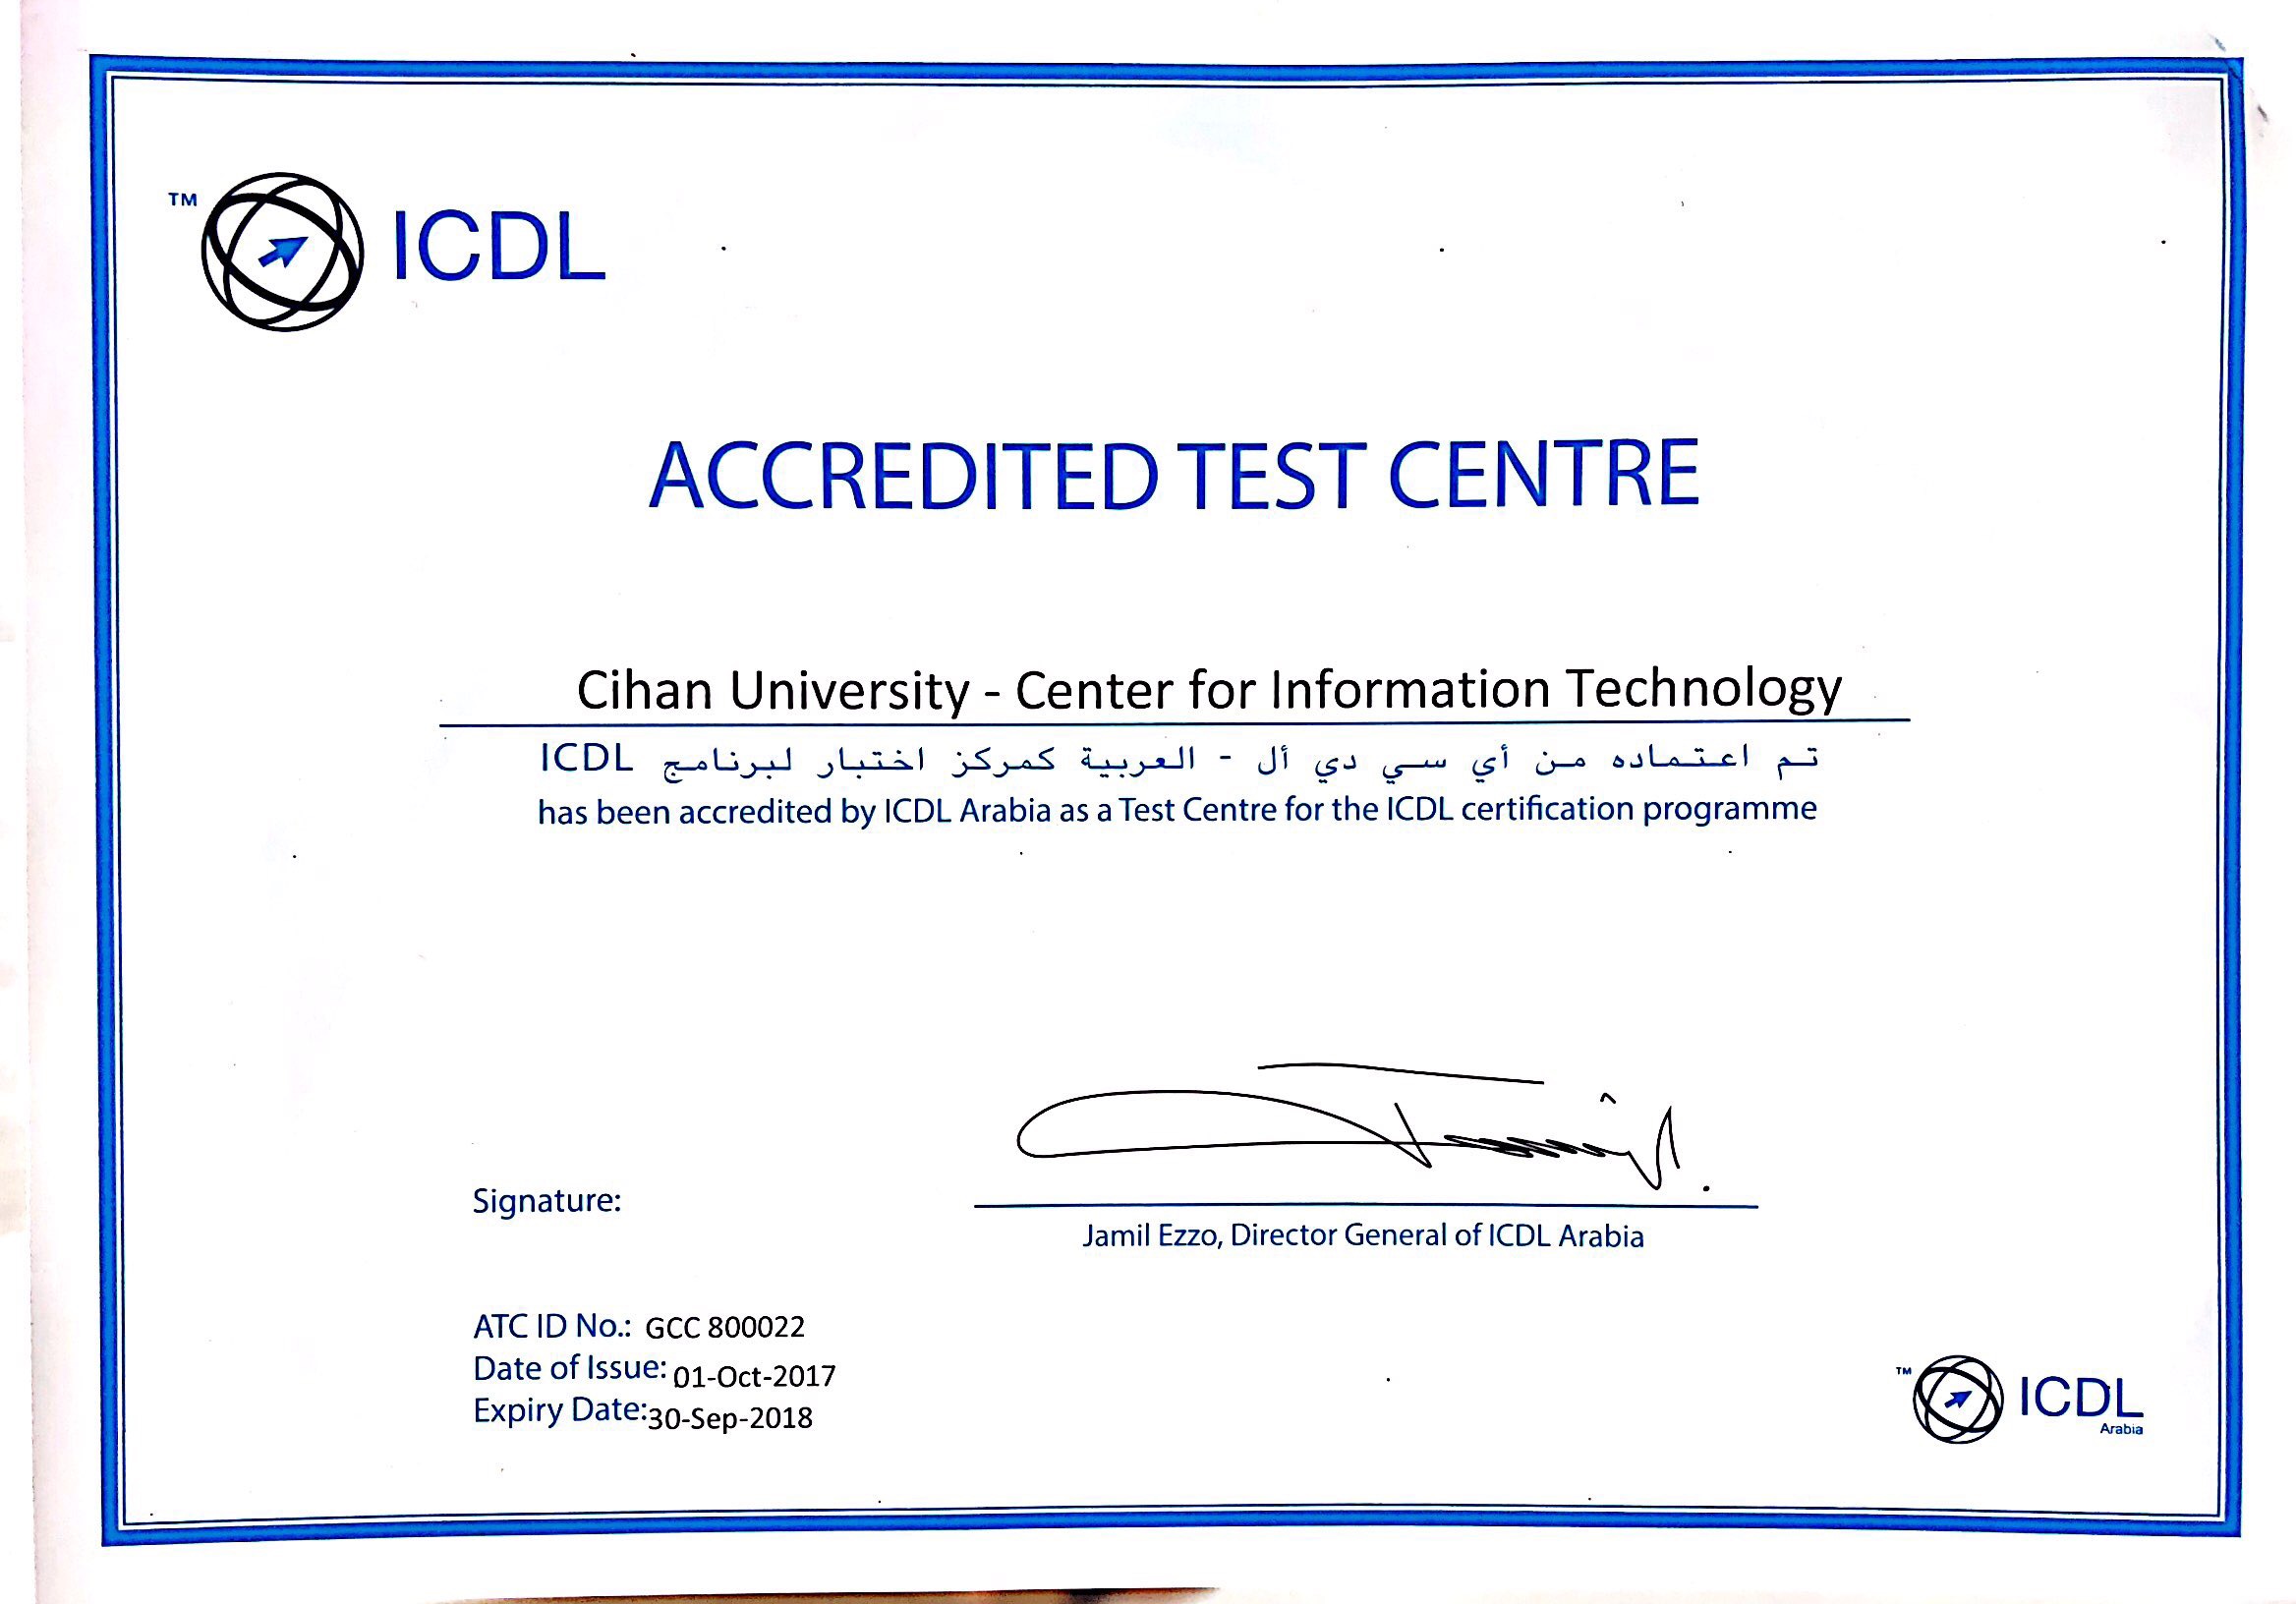 TM ICDL
ACCREDITED TEST CENTRE
Cihan University - Center for Information Technology
تم اعتماده من أي سي دي أل - العربية كمركز اختبار لبرنامج ICDL
has been accredited by ICDL Arabia as a Test Centre for the ICDL certification programme
Signature:
Jamil Ezzo, Director General of ICDL Arabia
ATC ID No.: GCC 800022
Date of Issue: 01-Oct-2017
Expiry Date: 30-Sep-2018
TM ICDL
Arabia